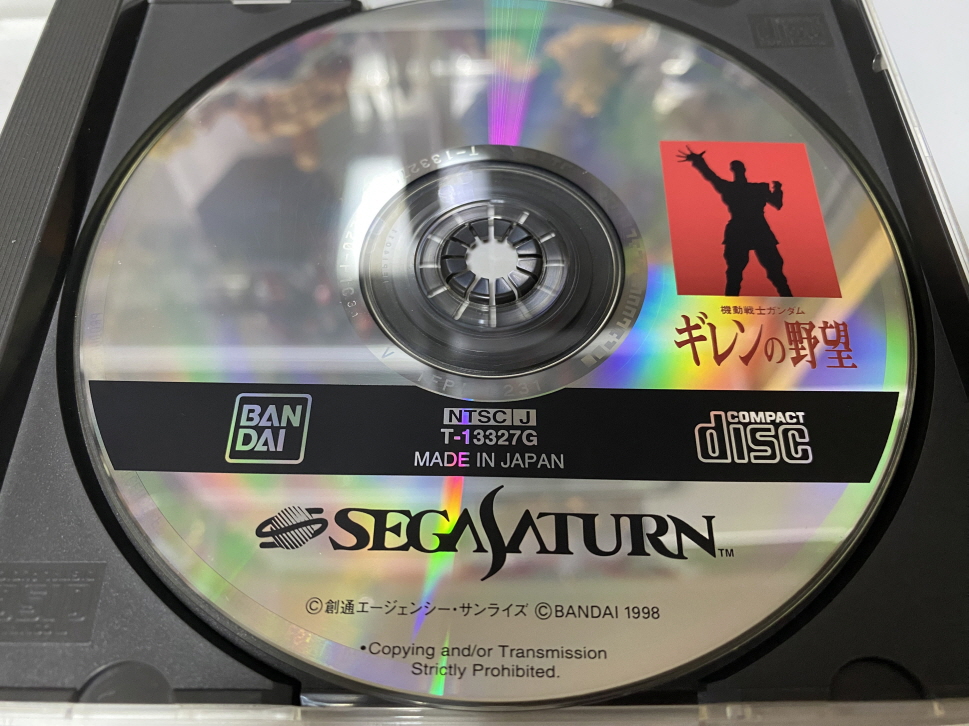 機動戦士ガンダム
ギレンの野望
BAN
DAI
NTSC J
T-13327G
MADE IN JAPAN
COMPACT
disc
SEGA SATURN™
©創通エージェンシー・サンライズ ©BANDAI 1998
•Copying and/or Transmission
Strictly Prohibited.